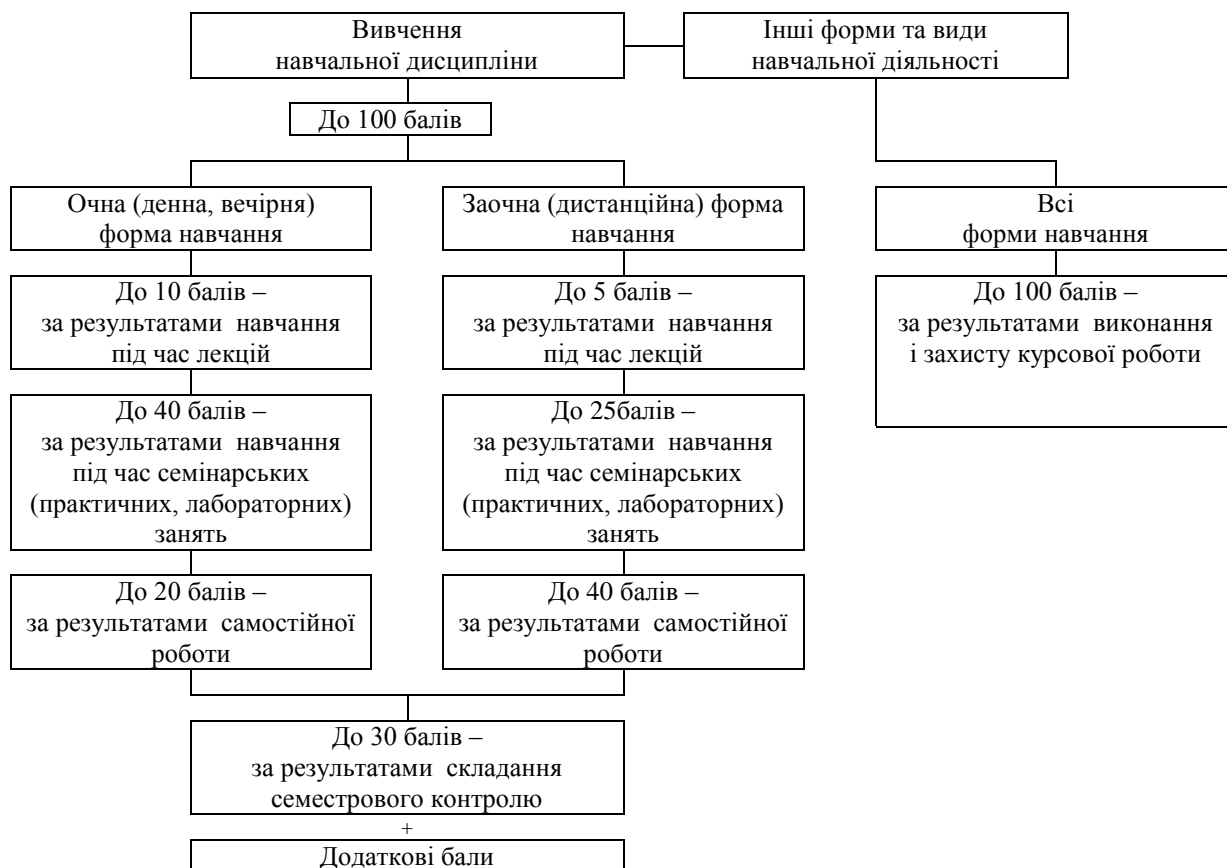 Вивчення
навчальної дисципліни
Інші форми та види
навчальної діяльності
До 100 балів
Очна (денна, вечірня)
форма навчання
Заочна (дистанційна) форма
навчання
Всі
форми навчання
До 10 балів –
за результатами навчання
під час лекцій
До 5 балів –
за результатами навчання
під час лекцій
До 100 балів –
за результатами виконання
і захисту курсової роботи
До 40 балів –
за результатами навчання
під час семінарських
(практичних, лабораторних)
занять
До 25балів –
за результатами навчання
під час семінарських
(практичних, лабораторних)
занять
До 20 балів –
за результатами самостійної
роботи
До 40 балів –
за результатами самостійної
роботи
До 30 балів –
за результатами складання
семестрового контролю
+
Додаткові бали